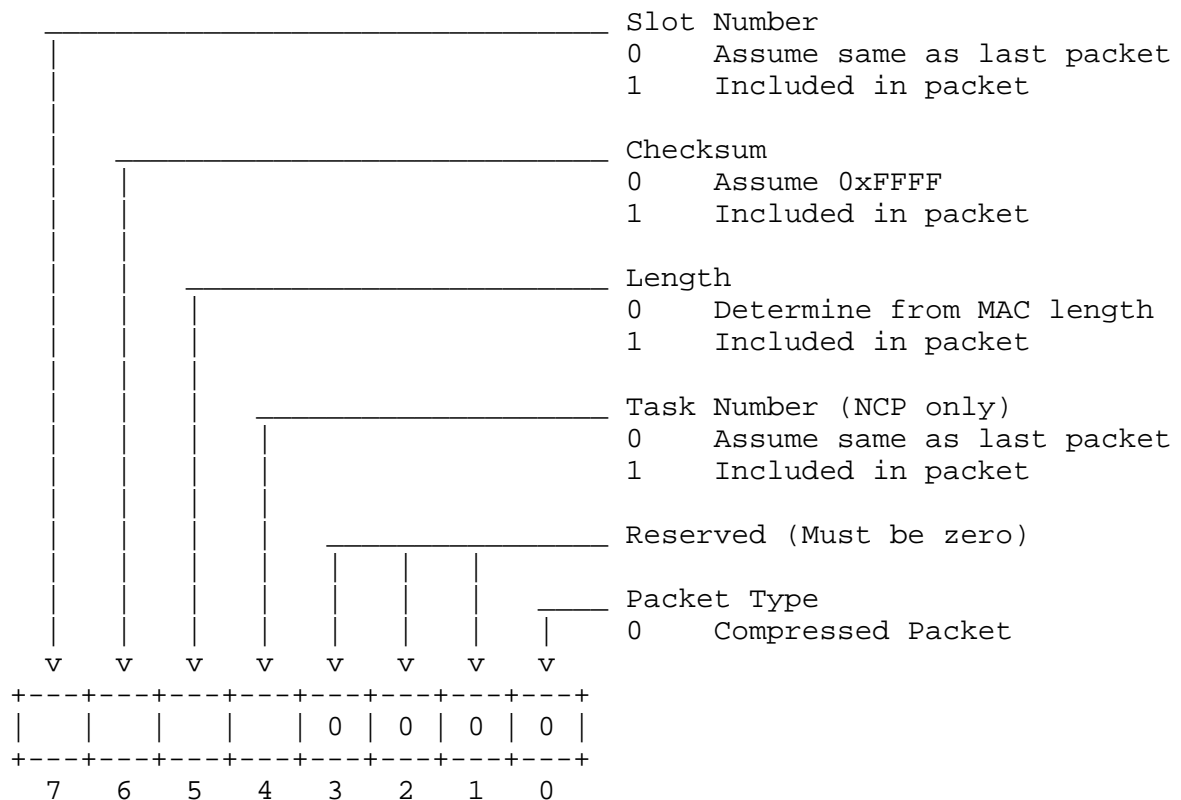 Slot Number
0 Assume same as last packet
1 Included in packet
Checksum
0 Assume 0xFFFF
1 Included in packet
Length
0 Determine from MAC length
1 Included in packet
Task Number (NCP only)
0 Assume same as last packet
1 Included in packet
Reserved (Must be zero)
Packet Type
0 Compressed Packet
v v v v v v v v
+---+---+---+---+---+---+---+---+
| | | | | 0 | 0 | 0 | 0 |
+---+---+---+---+---+---+---+---+
7 6 5 4 3 2 1 0